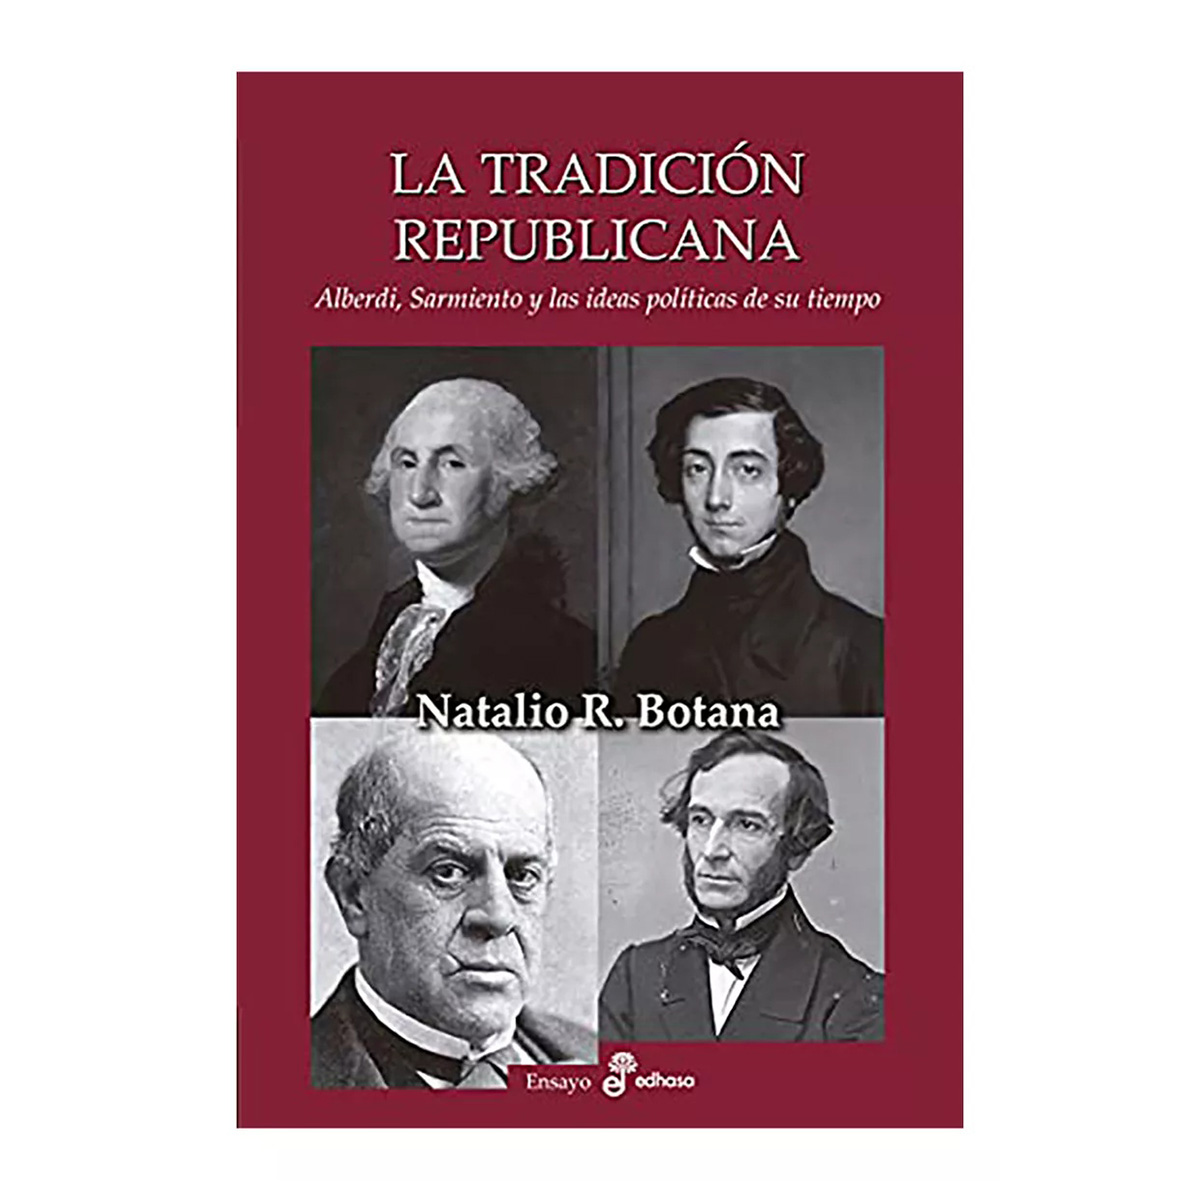 LA TRADICIÓN
REPUBLICANA
Alberdi, Sarmiento y las ideas políticas de su tiempo
Natalio R. Botana
Ensayo edhasa